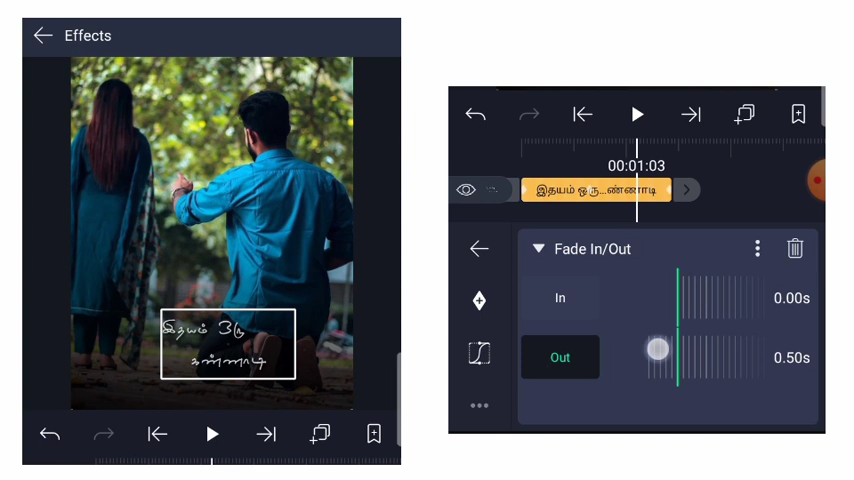 Effects
இதயம் ஒரு
கண்ணாடி
00:01:03
இதயம் ஒரு...ண்ணாடி
Fade In/Out
In
0.00s
Out
0.50s